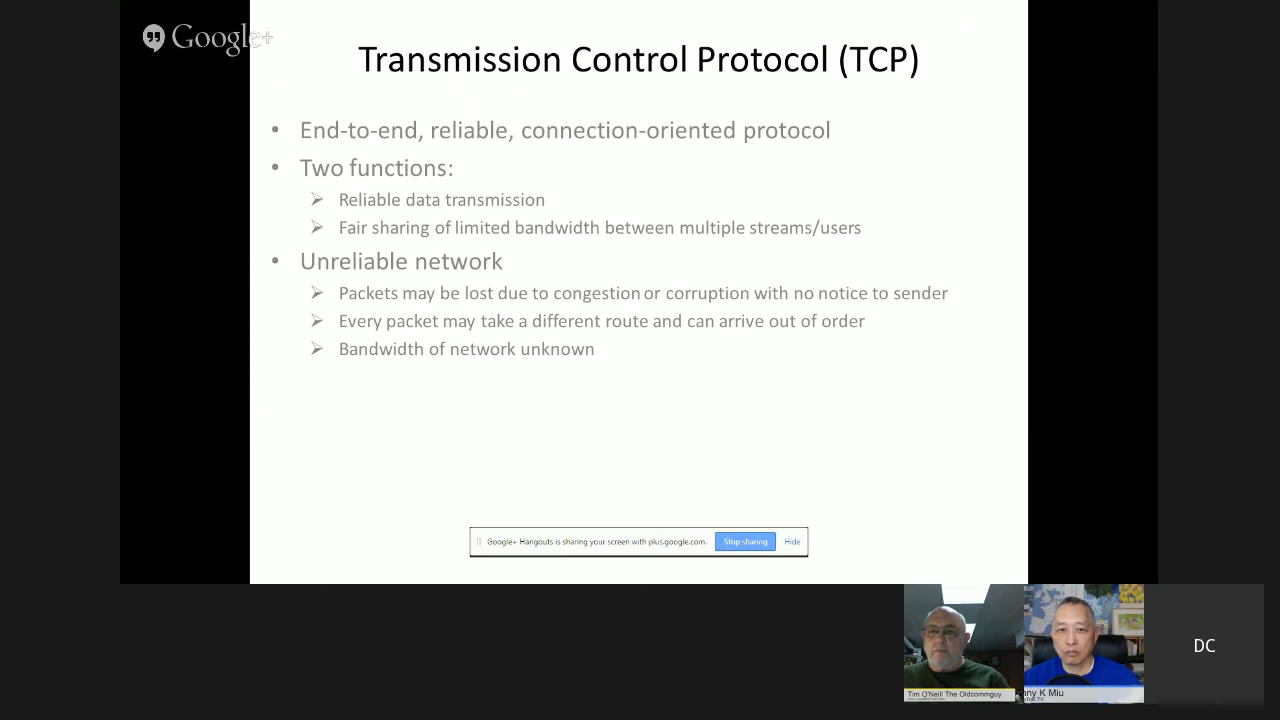 Google+
Transmission Control Protocol (TCP)
• End-to-end, reliable, connection-oriented protocol
• Two functions:
➢ Reliable data transmission
➢ Fair sharing of limited bandwidth between multiple streams/users
• Unreliable network
➢ Packets may be lost due to congestion or corruption with no notice to sender
➢ Every packet may take a different route and can arrive out of order
➢ Bandwidth of network unknown
Google+ Hangouts is sharing your screen with plus.google.com. Stop sharing Hide
DC
Tim O'Neill The Oldcommguy
nny K Miu